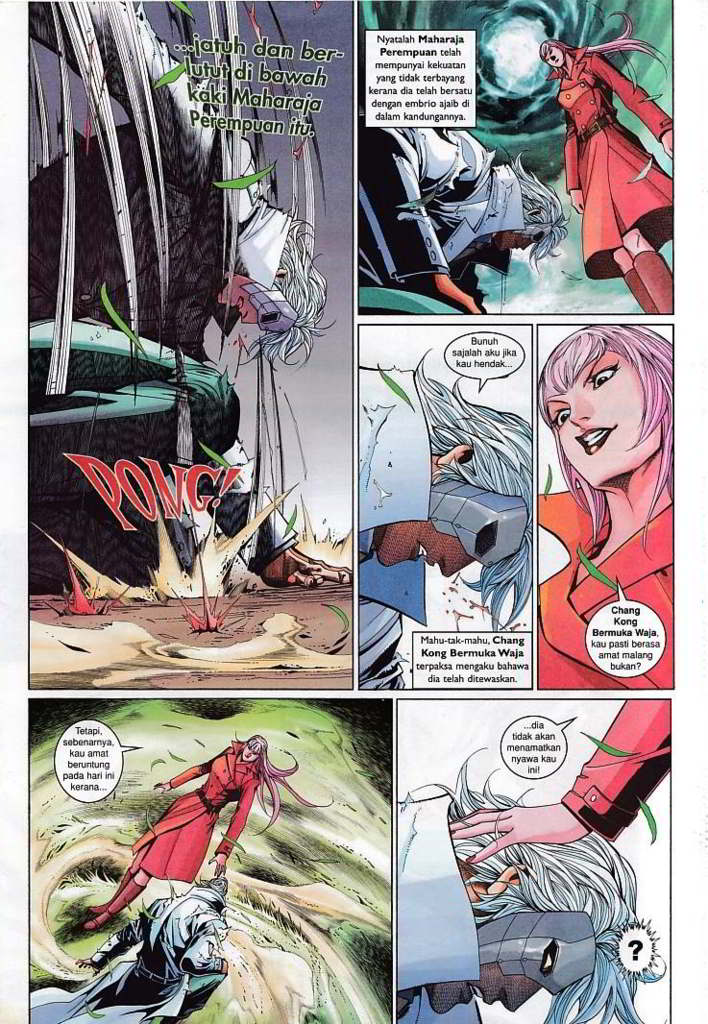 ...jatuh dan ber-
lutut di bawah
kaki Maharaja
Perempuan itu.
PONG!
Nyatalah Maharaja
Perempuan telah
mempunyai kekuatan
yang tidak terbayang
kerana dia telah bersatu
dengan embrio ajaib di
dalam kandungannya.
Bunuh
sajalah aku jika
kau hendak...
Mahu-tak-mahu, Chang
Kong Bermuka Waja
terpaksa mengaku bahawa
dia telah ditewaskan.
Chang
Kong Bermuka
Waja,
kau pasti berasa
amat malang
bukan?
Tetapi,
sebenarnya,
kau amat
beruntung
pada hari ini
kerana...
...dia
tidak akan
menamatkan
nyawa kau
ini!
?